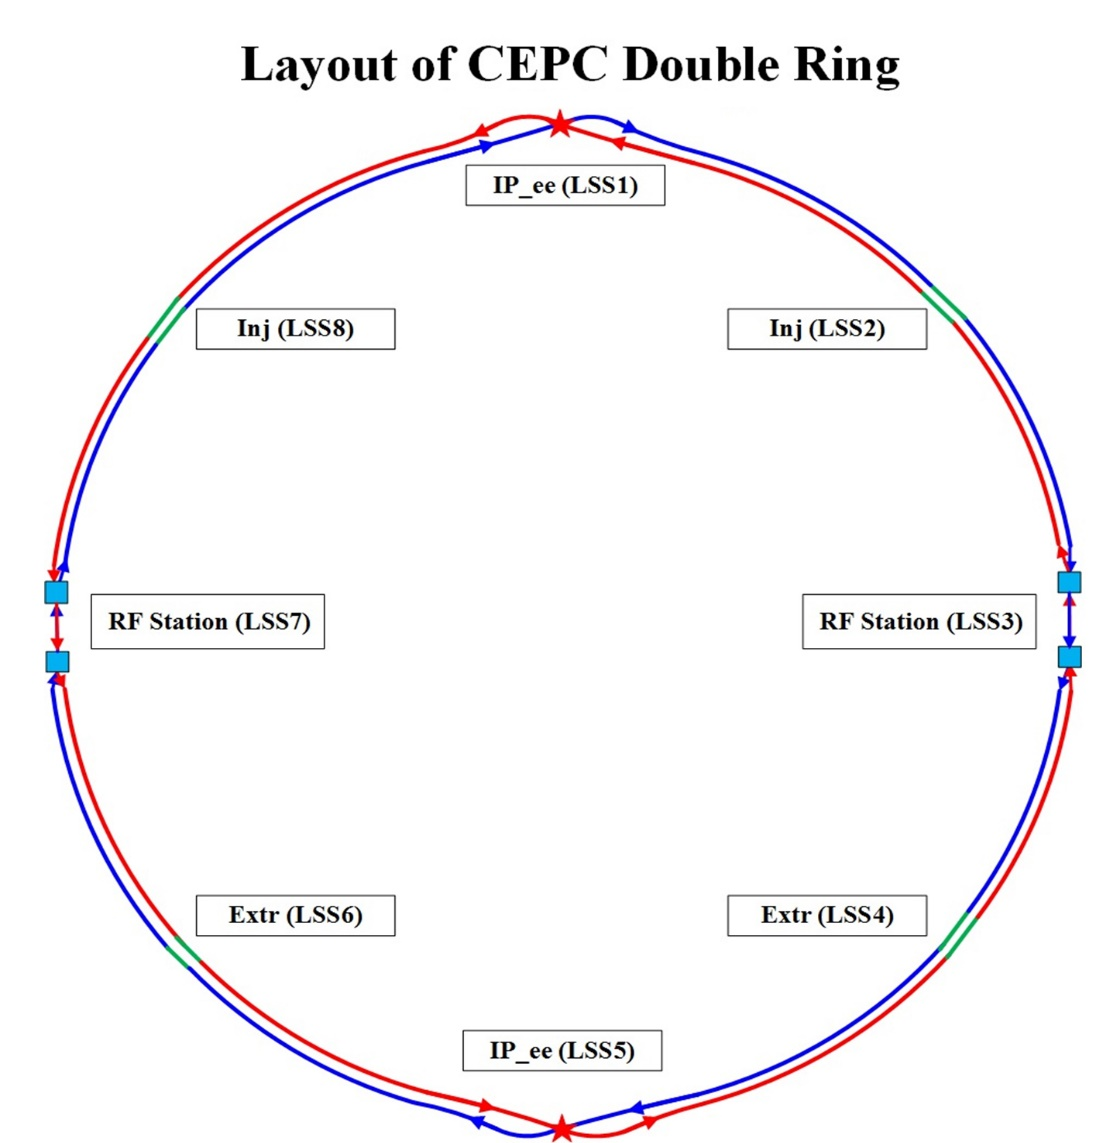 Layout of CEPC Double Ring
IP_ee (LSS1)
Inj (LSS8)
Inj (LSS2)
RF Station (LSS7)
RF Station (LSS3)
Extr (LSS6)
Extr (LSS4)
IP_ee (LSS5)